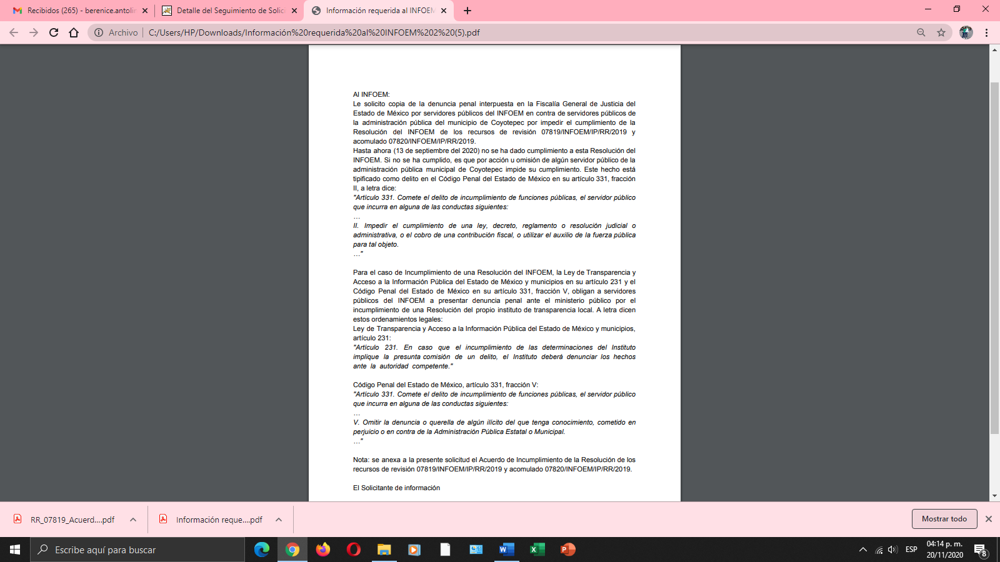 Recibidos (265) - berenice.antolin
Detalle del Seguimiento de Solici
Información requerida al INFOEM
Archivo
C:/Users/HP/Downloads/Información%20requerida%20al%20INFOEM%202%20(5).pdf
Al INFOEM:
Le solicito copia de la denuncia penal interpuesta en la Fiscalía General de Justicia del
Estado de México por servidores públicos del INFOEM en contra de servidores públicos de
la administración pública del municipio de Coyotepec por impedir el cumplimiento de la
Resolución del INFOEM de los recursos de revisión 07819/INFOEM/IP/RR/2019 y
acumulado 07820/INFOEM/IP/RR/2019.
Hasta ahora (13 de septiembre del 2020) no se ha dado cumplimiento a esta Resolución del
INFOEM. Si no se ha cumplido, es que por acción u omisión de algún servidor público de la
administración pública municipal de Coyotepec impide su cumplimiento. Este hecho está
tipificado como delito en el Código Penal del Estado de México en su artículo 331, fracción
II, a letra dice:
"Artículo 331. Comete el delito de incumplimiento de funciones públicas, el servidor público
que incurra en alguna de las conductas siguientes:
...
II. Impedir el cumplimiento de una ley, decreto, reglamento o resolución judicial o
administrativa, o el cobro de una contribución fiscal, o utilizar el auxilio de la fuerza pública
para tal objeto.
..."
Para el caso de Incumplimiento de una Resolución del INFOEM, la Ley de Transparencia y
Acceso a la Información Pública del Estado de México y municipios en su artículo 231 y el
Código Penal del Estado de México en su artículo 331, fracción V, obligan a servidores
públicos del INFOEM a presentar denuncia penal ante el ministerio público por el
incumplimiento de una Resolución del propio instituto de transparencia local. A letra dicen
estos ordenamientos legales:
Ley de Transparencia y Acceso a la Información Pública del Estado de México y municipios,
artículo 231:
"Artículo 231. En caso que el incumplimiento de las determinaciones del Instituto
implique la presunta comisión de un delito, el Instituto deberá denunciar los hechos
ante la autoridad competente."
Código Penal del Estado de México, artículo 331, fracción V:
"Artículo 331. Comete el delito de incumplimiento de funciones públicas, el servidor público
que incurra en alguna de las conductas siguientes:
...
V. Omitir la denuncia o querella de algún ilícito del que tenga conocimiento, cometido en
perjuicio o en contra de la Administración Pública Estatal o Municipal.
..."
Nota: se anexa a la presente solicitud el Acuerdo de Incumplimiento de la Resolución de los
recursos de revisión 07819/INFOEM/IP/RR/2019 y acumulado 07820/INFOEM/IP/RR/2019.
El Solicitante de información
RR_07819_Acuerd....pdf
Información reque....pdf
Mostrar todo
Escribe aquí para buscar
ESP
04:14 p. m.
20/11/2020
8